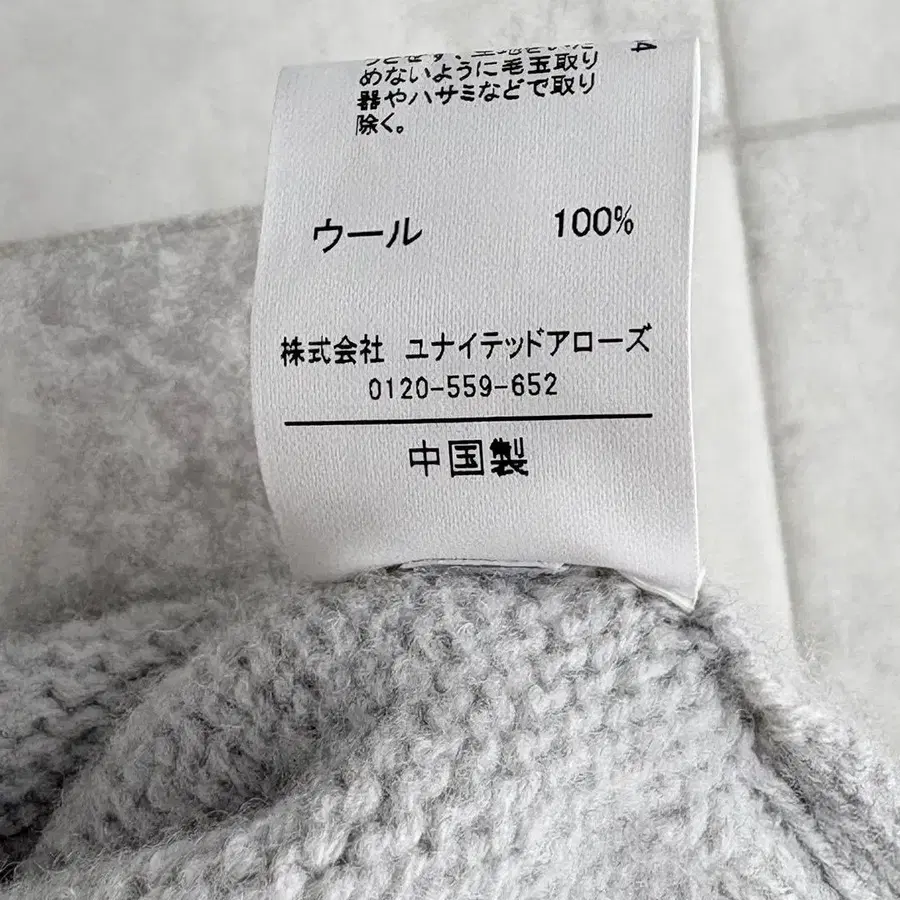 めないように毛玉取り
器やハサミなどで取り
除く。
ウール 100%
株式会社 ユナイテッドアローズ
0120-559-652
中国製